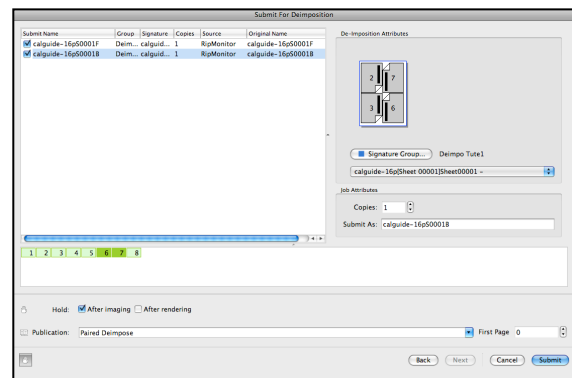 Submit For Deimposition
Submit Name Group Signature Copies Source Original Name
calguide-16pS0001F Deim... calguid... 1 RipMonitor calguide-16pS0001F
calguide-16pS0001B Deim... calguid... 1 RipMonitor calguide-16pS0001B
De-Imposition Attributes
2 7
3 6
Signature Group... Deimpo Tute1
calguide-16p|Sheet 00001|Sheet00001 -
Job Attributes
Copies: 1
Submit As: calguide-16pS0001B
1 2 3 4 5 6 7 8
Hold: After imaging After rendering
Publication: Paired Deimpose First Page 0
Back Next Cancel Submit